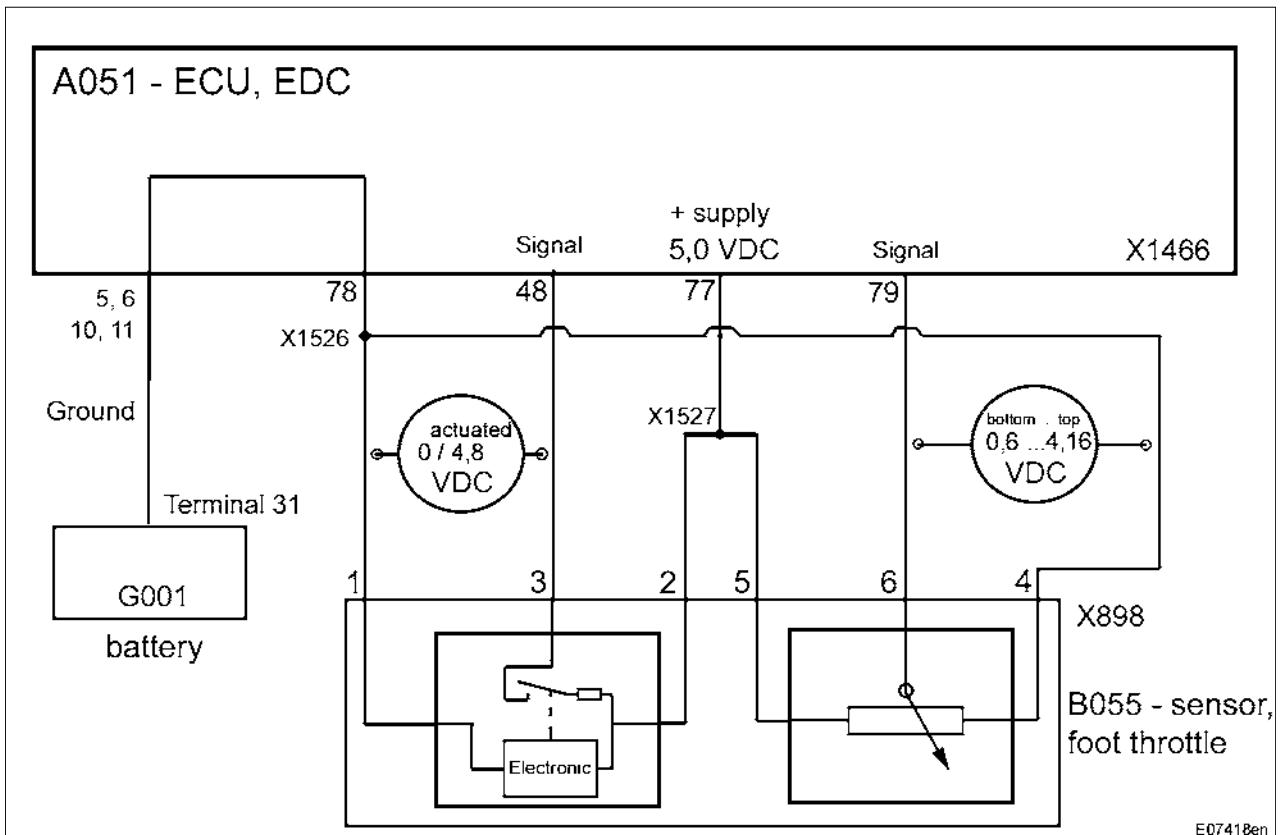 A051 - ECU, EDC
+ supply
Signal
5,0 VDC
Signal
X1466
5, 6
10, 11
78
48
77
79
X1526
Ground
actuated
0 / 4,8
VDC
X1527
bottom . top
0,6 ...4,16
VDC
Terminal 31
G001
battery
1
3
2
5
6
4
X898
Electronic
B055 - sensor,
foot throttle
E07418en